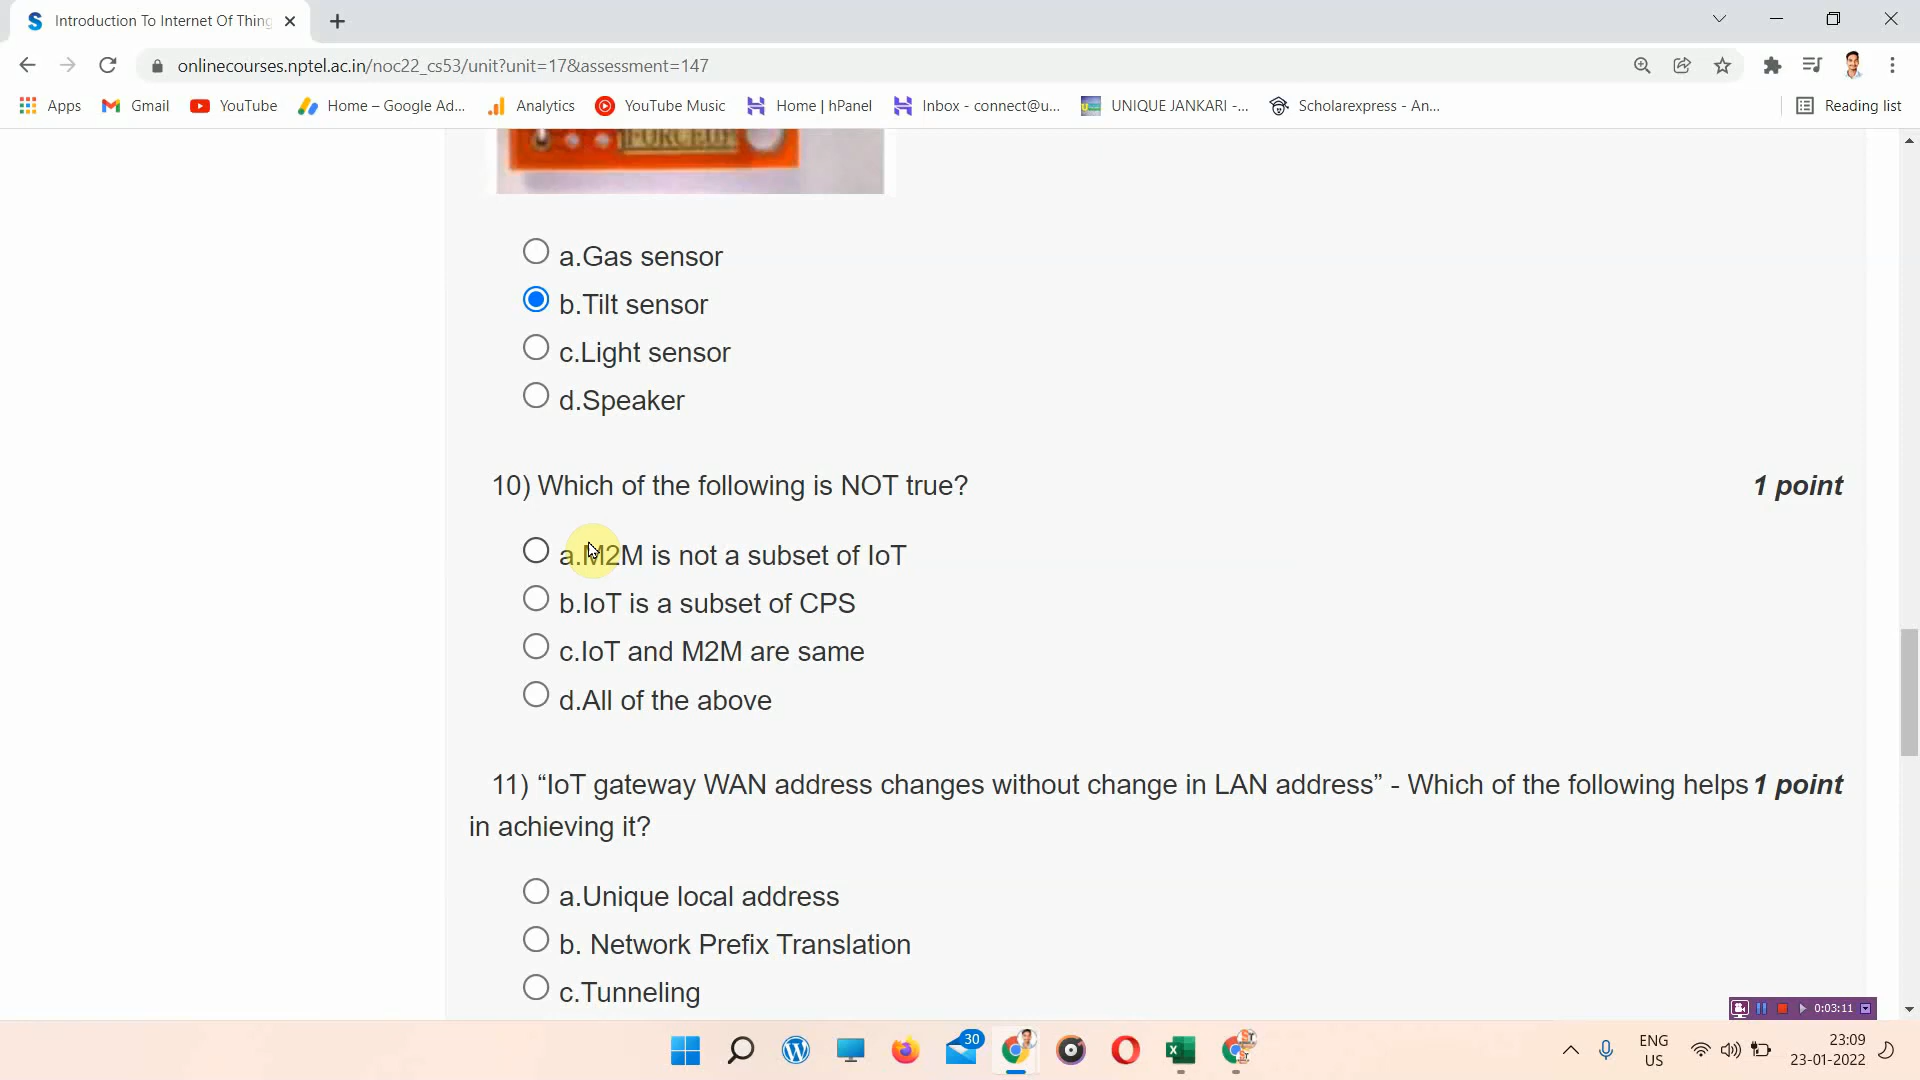 Introduction To Internet Of Thing
onlinecourses.nptel.ac.in/noc22_cs53/unit?unit=17&assessment=147
Apps Gmail YouTube Home – Google Ad... Analytics YouTube Music Home | hPanel Inbox - connect@u... UNIQUE JANKARI -... Scholarexpress - An... Reading list
a.Gas sensor
b.Tilt sensor
c.Light sensor
d.Speaker
10) Which of the following is NOT true? 1 point
a.M2M is not a subset of IoT
b.IoT is a subset of CPS
c.IoT and M2M are same
d.All of the above
11) “IoT gateway WAN address changes without change in LAN address” - Which of the following helps 1 point
in achieving it?
a.Unique local address
b. Network Prefix Translation
c.Tunneling
0:03:11
30
ENG
US
23:09
23-01-2022